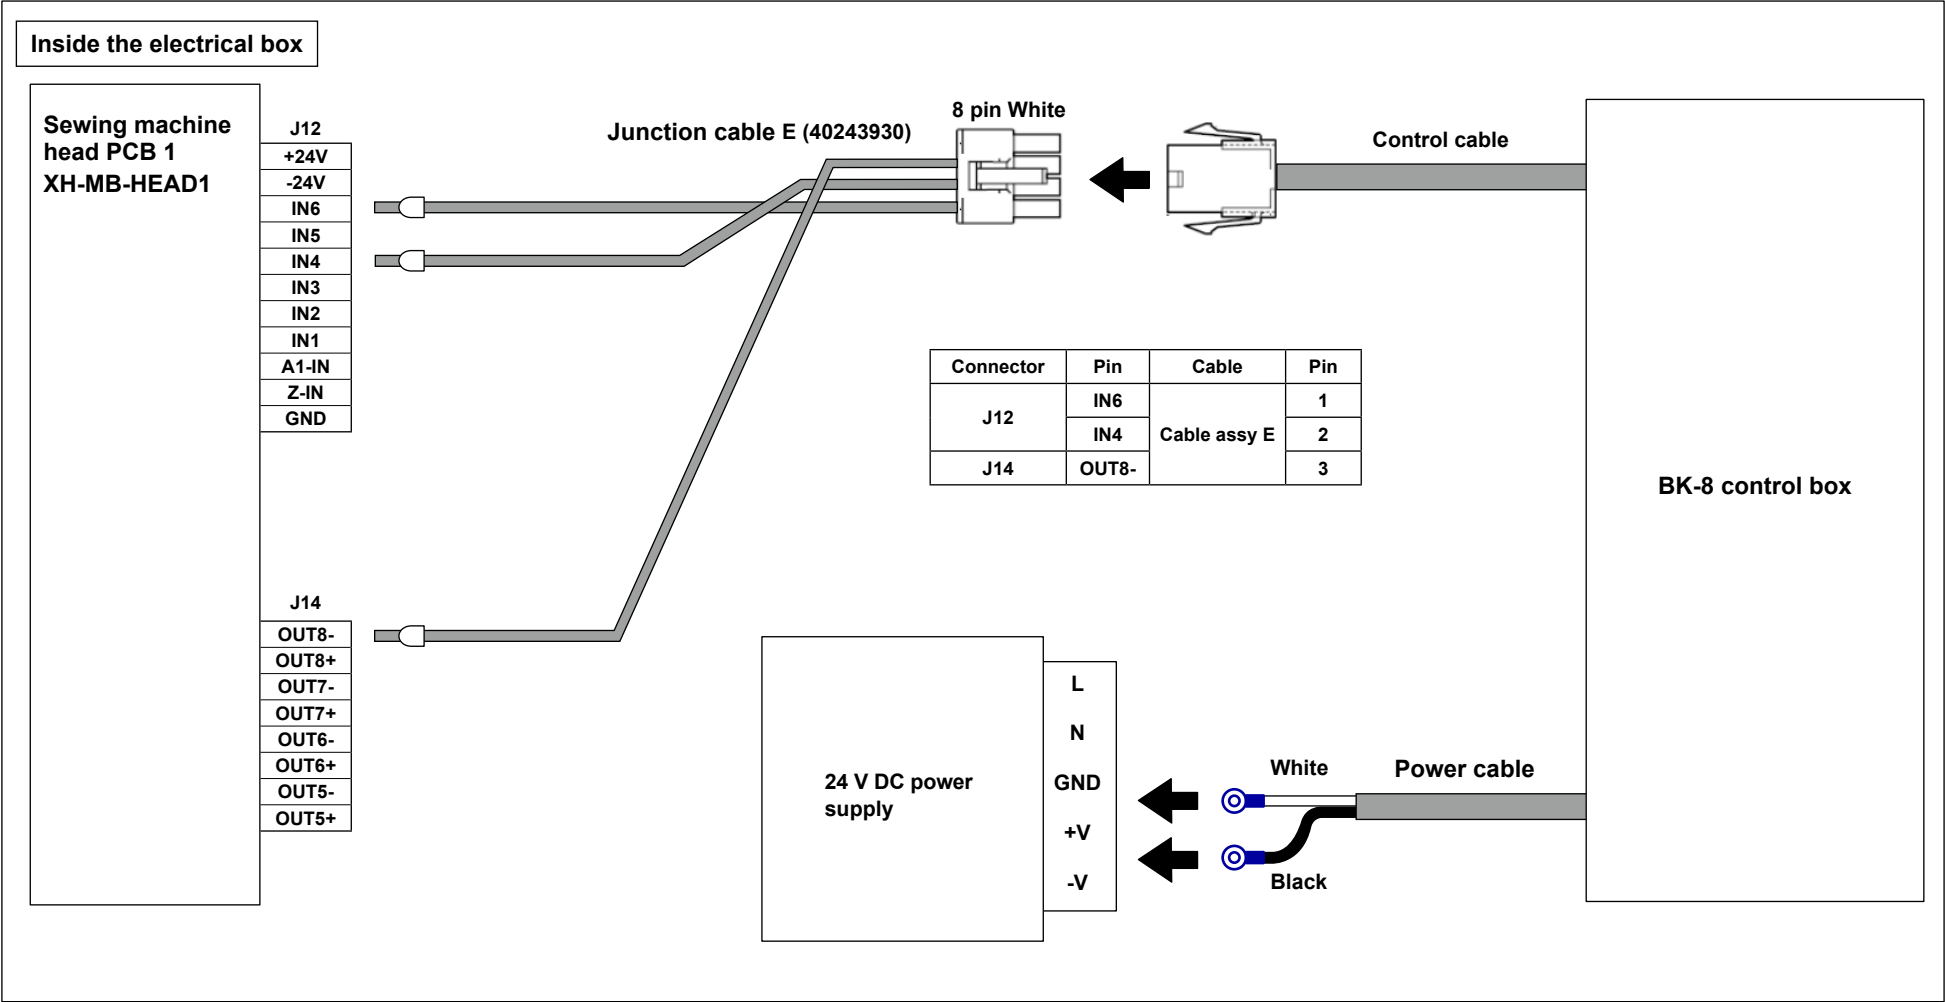 Inside the electrical box
Sewing machine
head PCB 1
XH-MB-HEAD1
J12
+24V
-24V
IN6
IN5
IN4
IN3
IN2
IN1
A1-IN
Z-IN
GND
J14
OUT8-
OUT8+
OUT7-
OUT7+
OUT6-
OUT6+
OUT5-
OUT5+
Junction cable E (40243930)
8 pin White
Control cable
Connector Pin Cable Pin
J12 IN6 Cable assy E 1
IN4 2
J14 OUT8- 3
BK-8 control box
24 V DC power
supply
L
N
GND
+V
-V
White
Power cable
Black